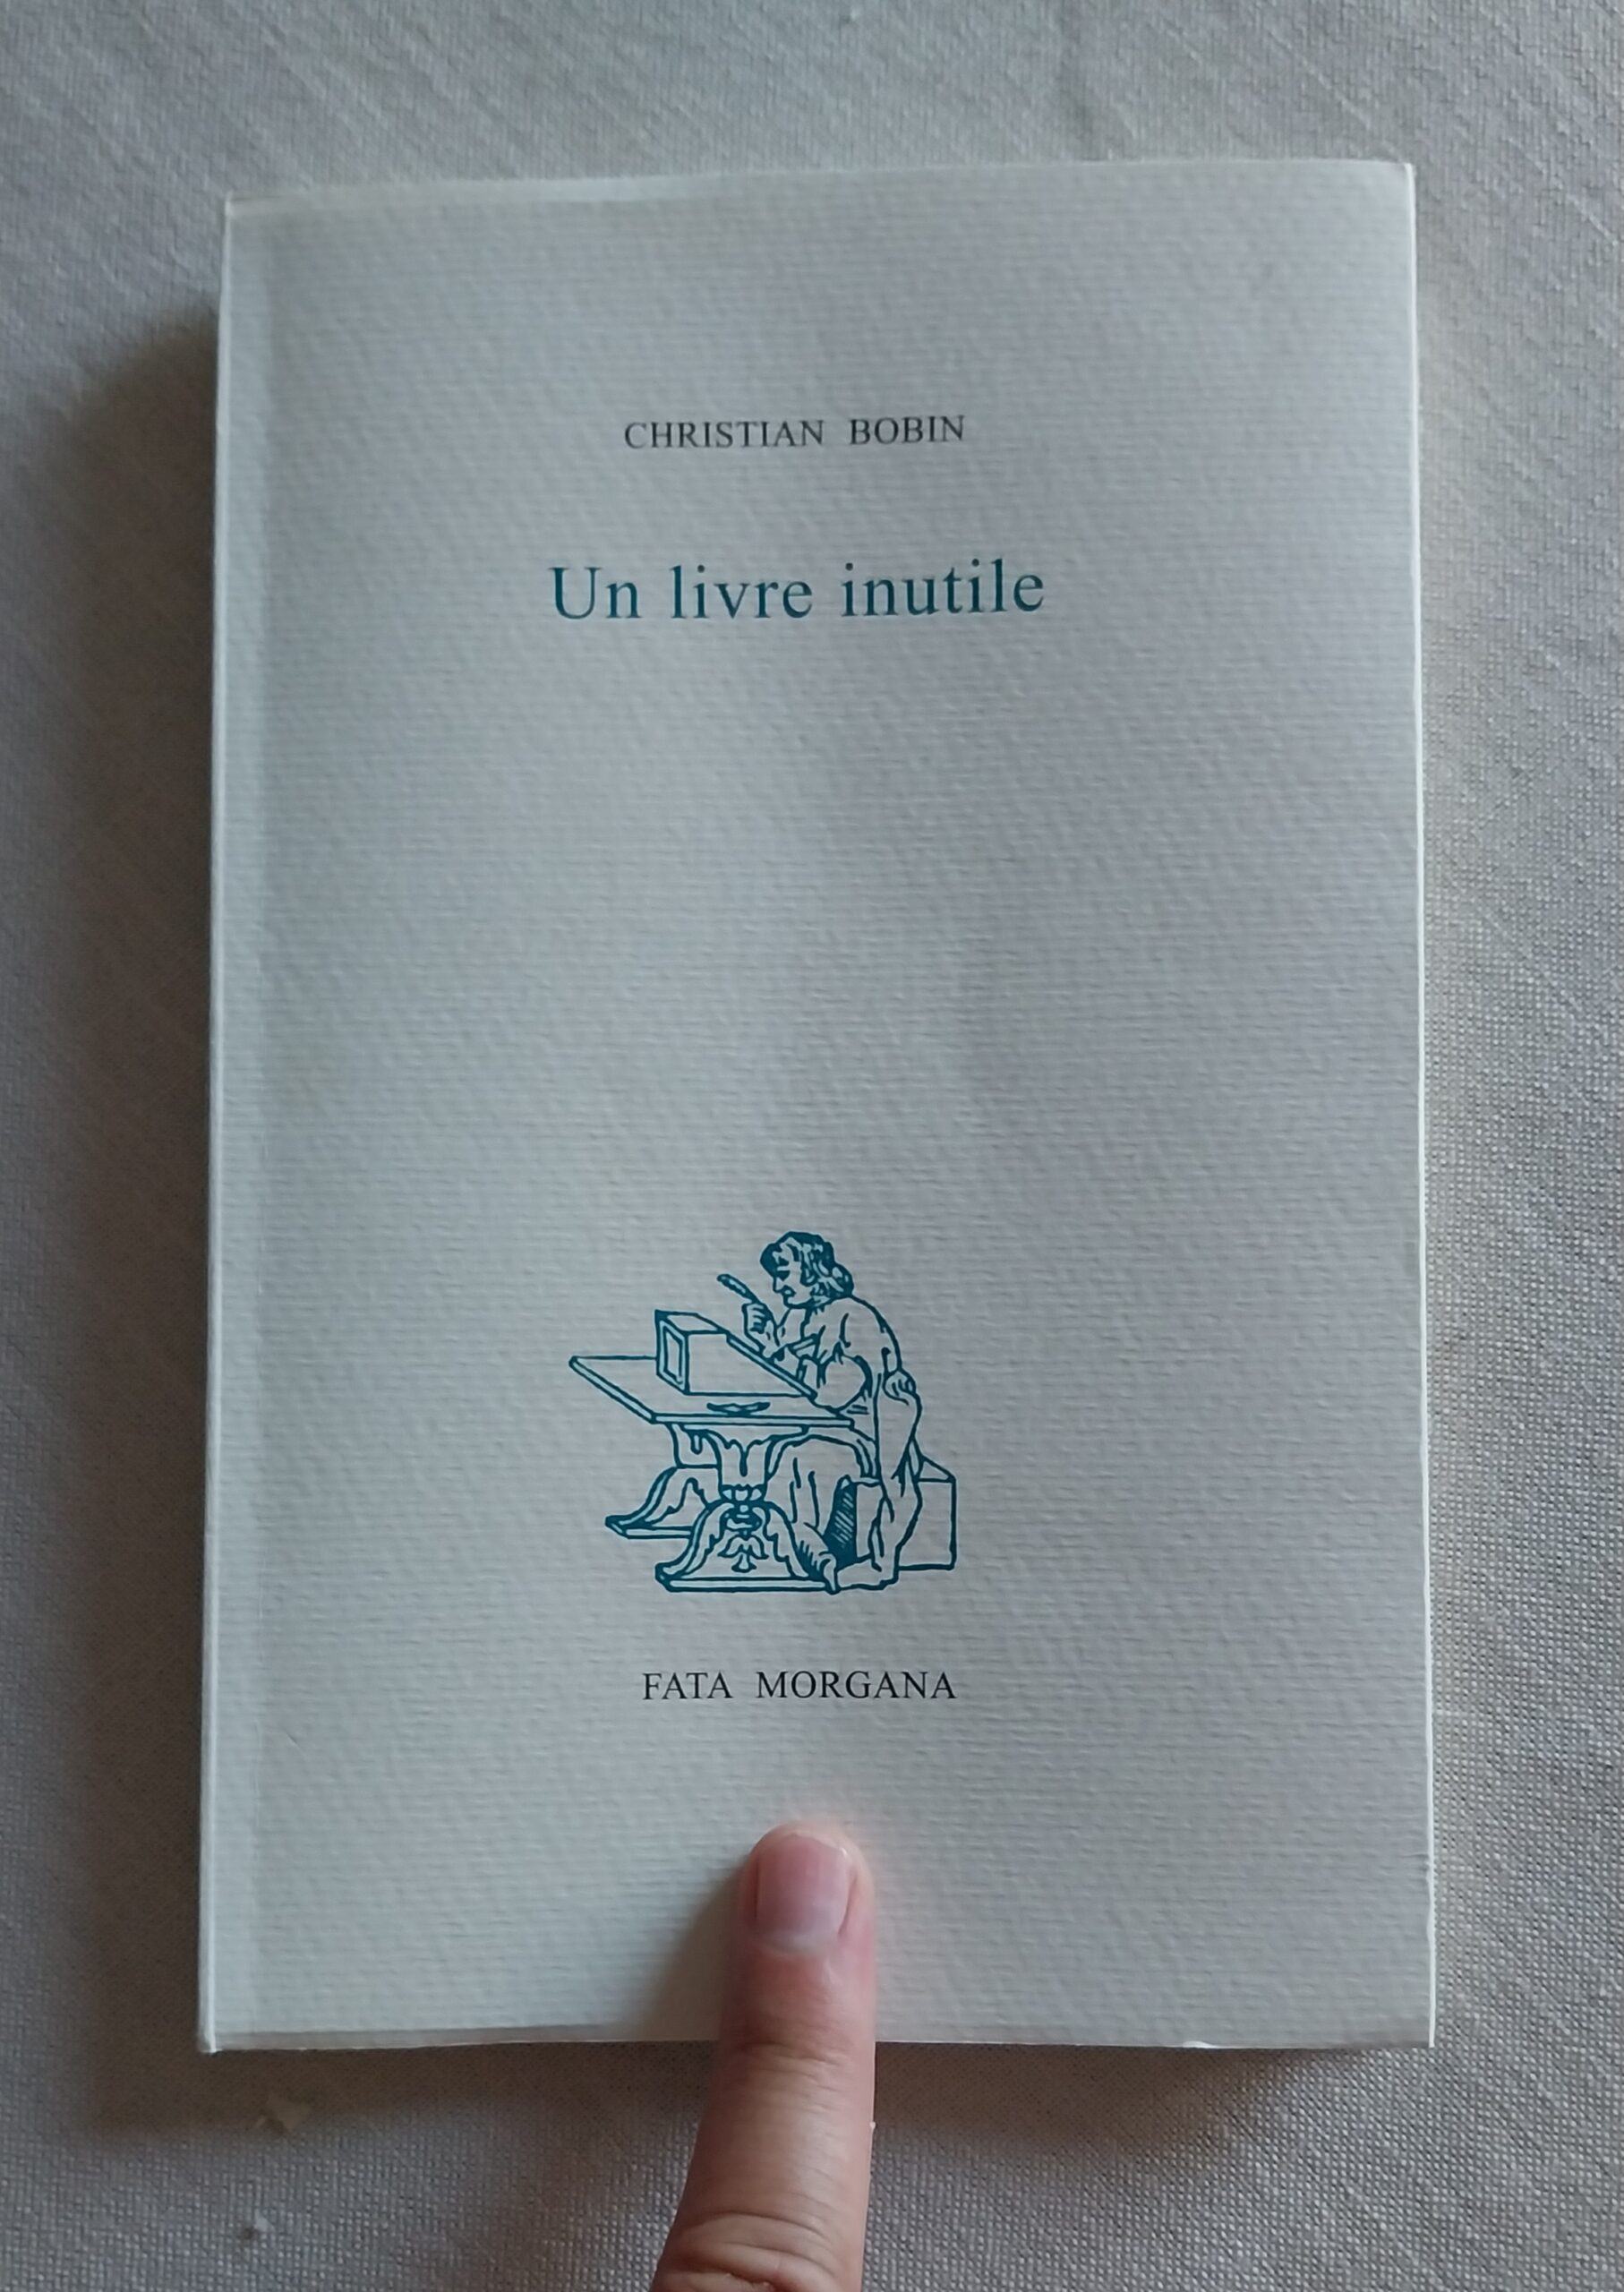 CHRISTIAN BOBIN
Un livre inutile
FATA MORGANA